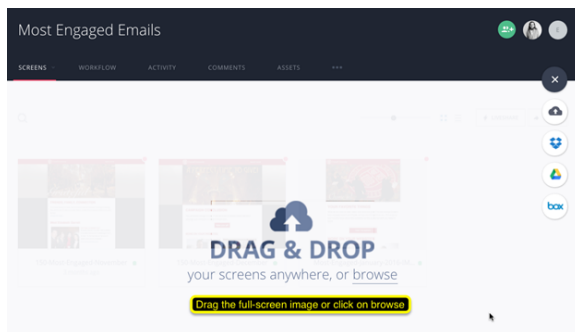 Most Engaged Emails
SCREENS
WORKFLOW
ACTIVITY
COMMENTS
ASSETS
box
DRAG & DROP
your screens anywhere, or browse
Drag the full-screen image or click on browse